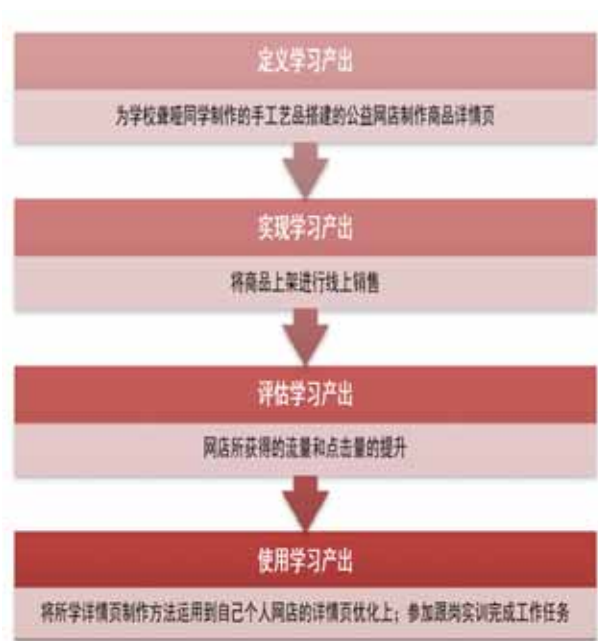 定义学习产出
为学校聋哑同学制作的手工艺品搭建的公益网店制作商品详情页
实现学习产出
将商品上架进行线上销售
评估学习产出
网店所获得的流量和点击量的提升
使用学习产出
将所学详情页制作方法运用到自己个人网店的详情页优化上；参加跟岗实训完成工作任务